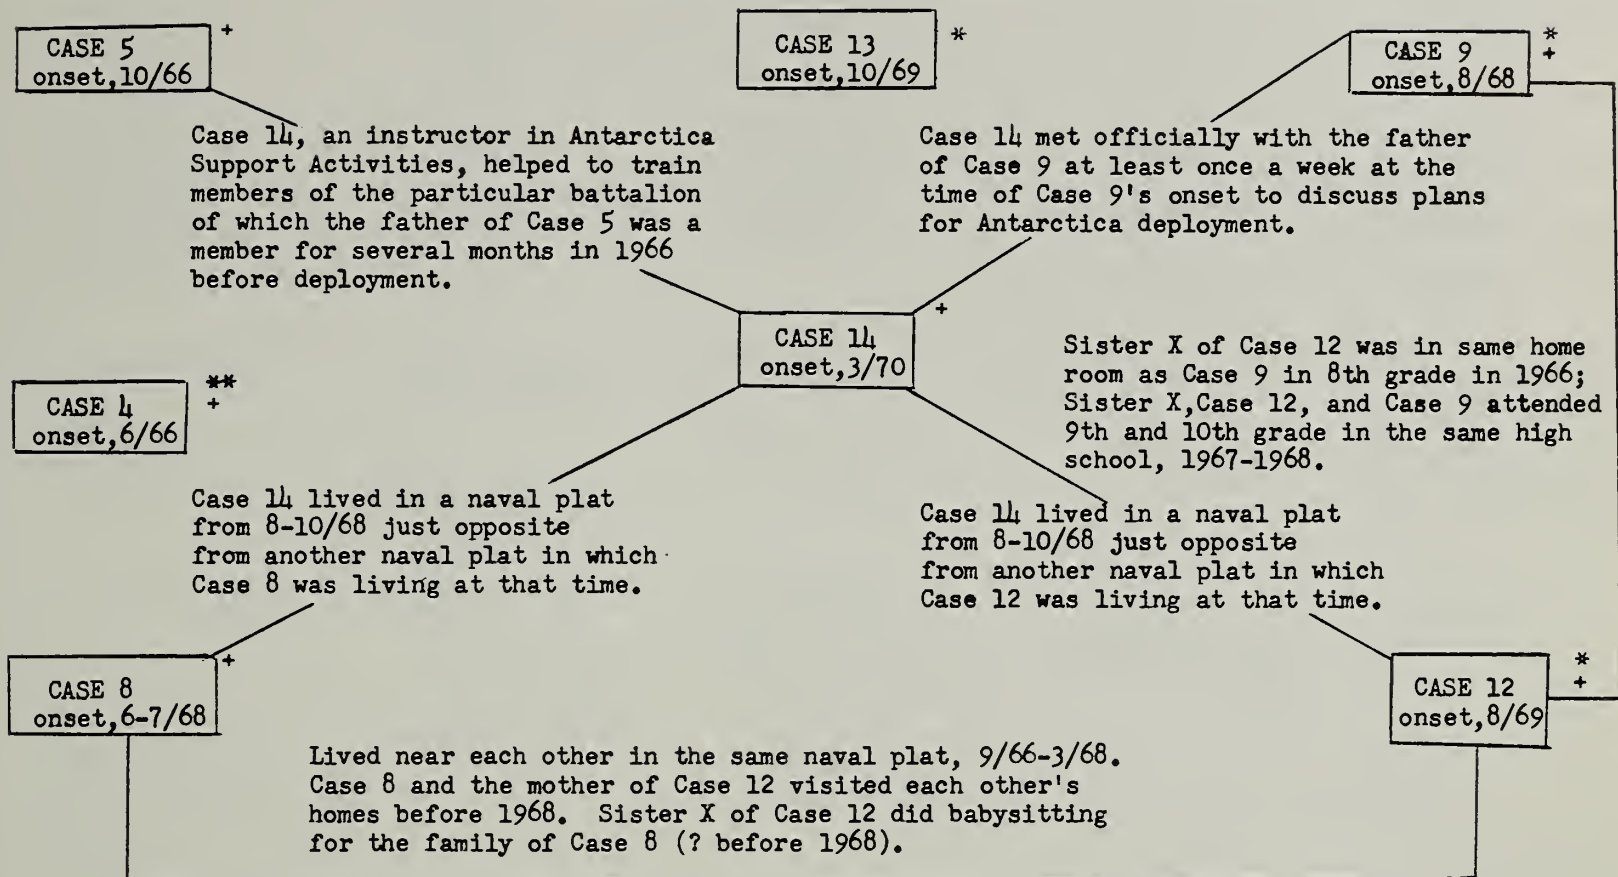 CASE 5 +
onset,10/66
CASE 13 *
onset,10/69
*
CASE 9 +
onset,8/68
Case 14, an instructor in Antarctica
Support Activities, helped to train
members of the particular battalion
of which the father of Case 5 was a
member for several months in 1966
before deployment.
Case 14 met officially with the father
of Case 9 at least once a week at the
time of Case 9's onset to discuss plans
for Antarctica deployment.
CASE 14 +
onset,3/70
Sister X of Case 12 was in same home
room as Case 9 in 8th grade in 1966;
Sister X,Case 12, and Case 9 attended
9th and 10th grade in the same high
school, 1967-1968.
**
CASE 4 +
onset,6/66
Case 14 lived in a naval plat
from 8-10/68 just opposite
from another naval plat in which
Case 8 was living at that time.
Case 14 lived in a naval plat
from 8-10/68 just opposite
from another naval plat in which
Case 12 was living at that time.
CASE 8 +
onset,6-7/68
*
CASE 12 +
onset,8/69
Lived near each other in the same naval plat, 9/66-3/68.
Case 8 and the mother of Case 12 visited each other's
homes before 1968. Sister X of Case 12 did babysitting
for the family of Case 8 (? before 1968).